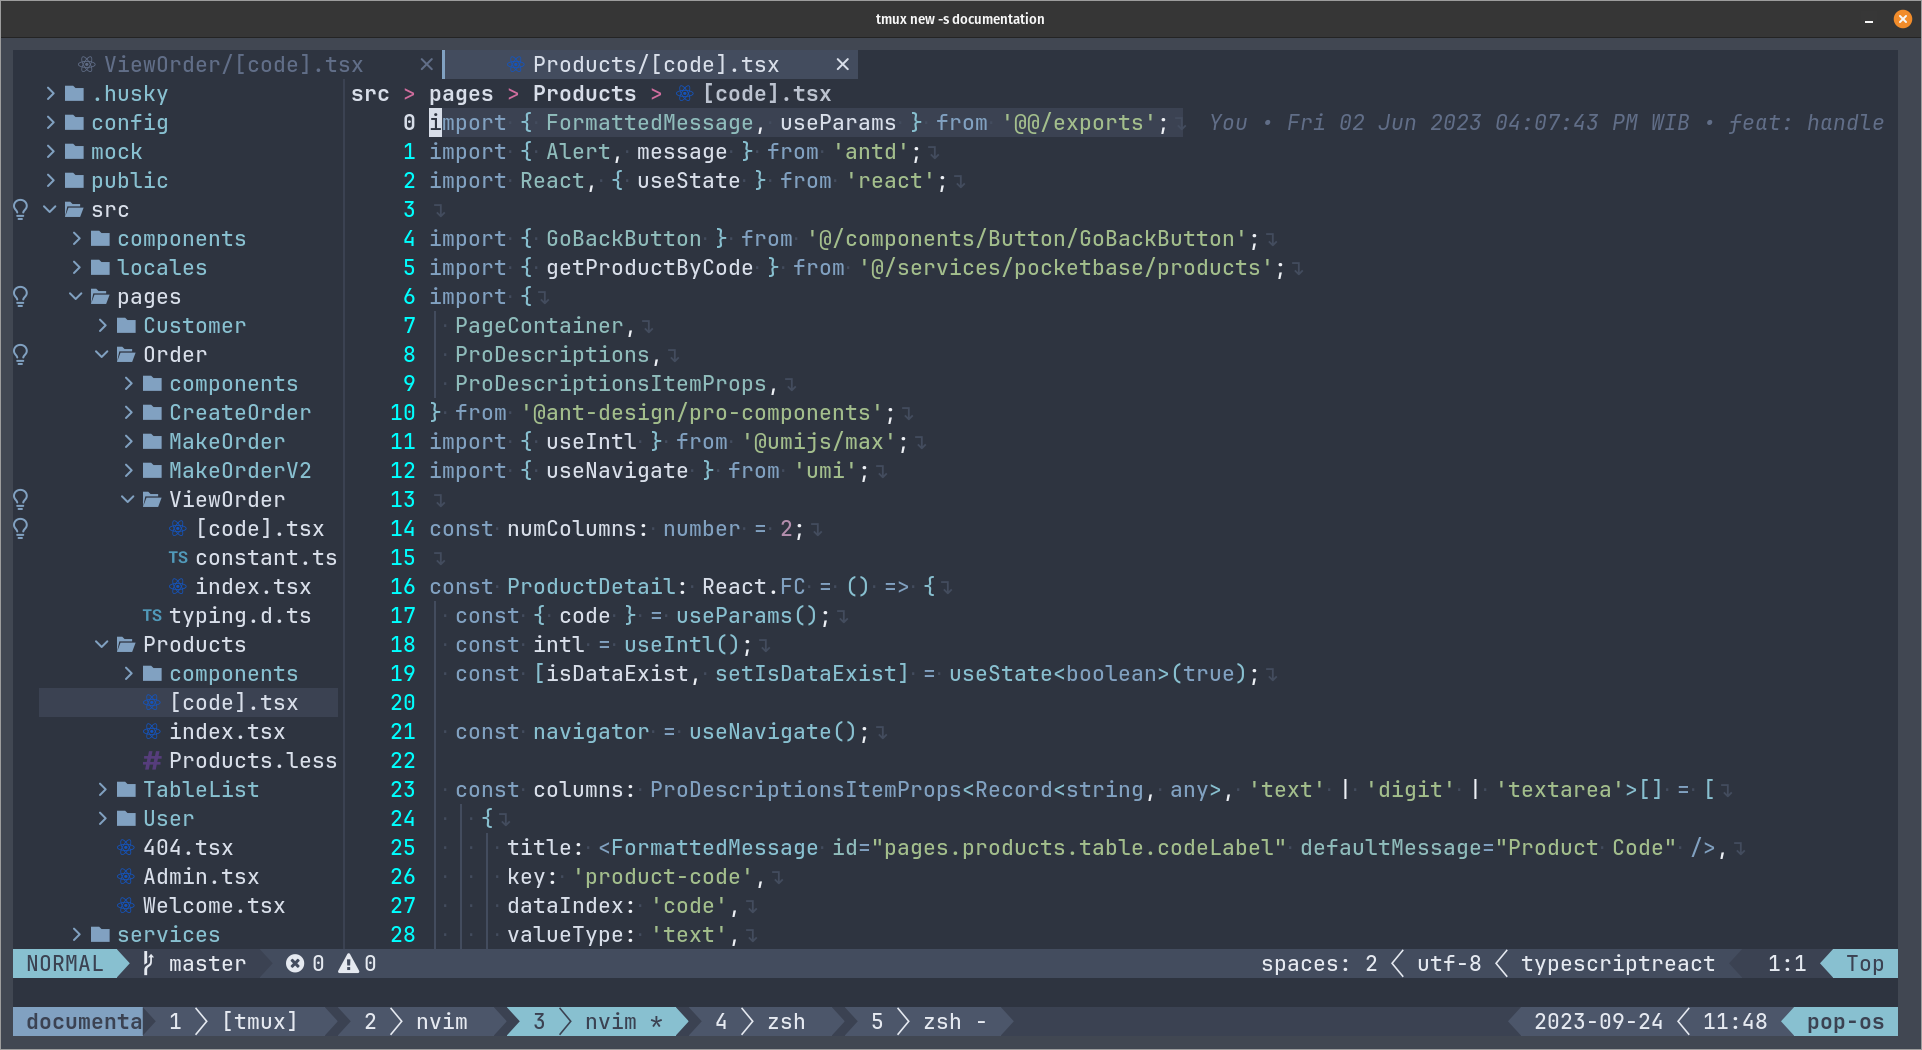 tmux new -s documentation
ViewOrder/[code].tsx
Products/[code].tsx
.husky
config
mock
public
src
components
locales
pages
Customer
Order
components
CreateOrder
MakeOrder
MakeOrderV2
ViewOrder
[code].tsx
TS constant.ts
index.tsx
TS typing.d.ts
Products
components
[code].tsx
index.tsx
# Products.less
TableList
User
404.tsx
Admin.tsx
Welcome.tsx
services
src > pages > Products > [code].tsx
0 import { FormattedMessage, useParams } from '@@/exports'; You • Fri 02 Jun 2023 04:07:43 PM WIB • feat: handle
1 import { Alert, message } from 'antd';
2 import React, { useState } from 'react';
3
4 import { GoBackButton } from '@/components/Button/GoBackButton';
5 import { getProductByCode } from '@/services/pocketbase/products';
6 import {
7 PageContainer,
8 ProDescriptions,
9 ProDescriptionsItemProps,
10 } from '@ant-design/pro-components';
11 import { useIntl } from '@umijs/max';
12 import { useNavigate } from 'umi';
13
14 const numColumns: number = 2;
15
16 const ProductDetail: React.FC = () => {
17 const { code } = useParams();
18 const intl = useIntl();
19 const [isDataExist, setIsDataExist] = useState<boolean>(true);
20
21 const navigator = useNavigate();
22
23 const columns: ProDescriptionsItemProps<Record<string, any>, 'text' | 'digit' | 'textarea'>[] = [
24 {
25 title: <FormattedMessage id="pages.products.table.codeLabel" defaultMessage="Product Code" />,
26 key: 'product-code',
27 dataIndex: 'code',
28 valueType: 'text',
NORMAL master 0 0 spaces: 2 utf-8 typescriptreact 1:1 Top
documenta 1 [tmux] 2 nvim 3 nvim * 4 zsh 5 zsh - 2023-09-24 11:48 pop-os